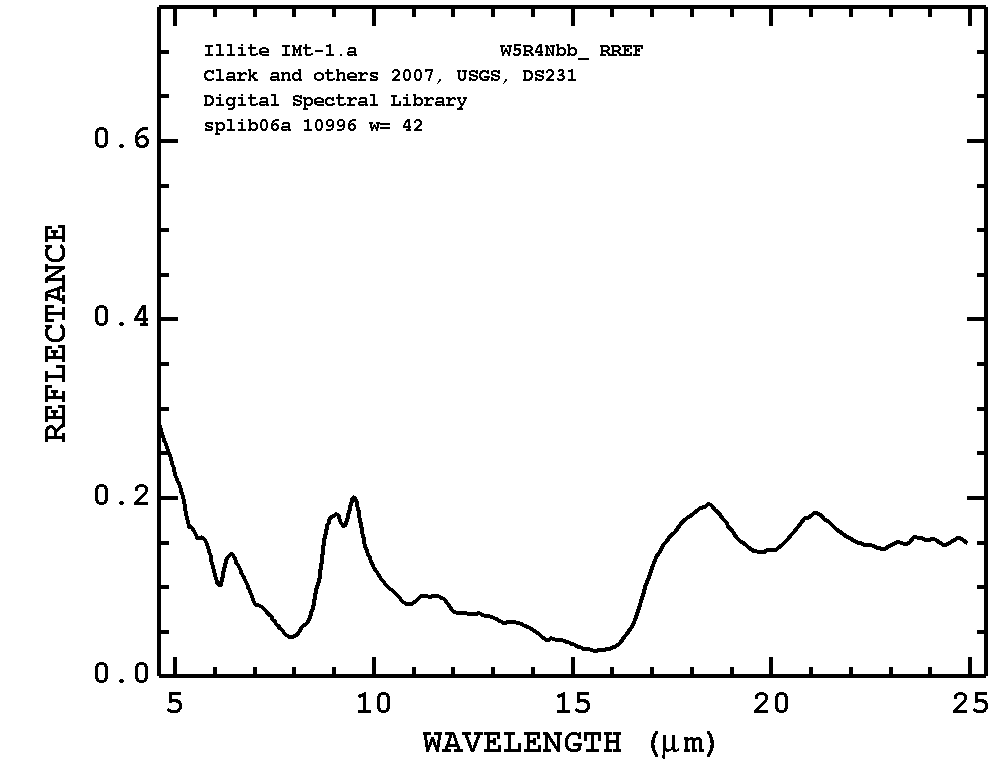 Illite IMt-1.a W5R4Nbb_ RREF
Clark and others 2007, USGS, DS231
Digital Spectral Library
splib06a 10996 w= 42
0.6
0.4
0.2
0.0
REFLECTANCE
5 10 15 20 25
WAVELENGTH (μm)